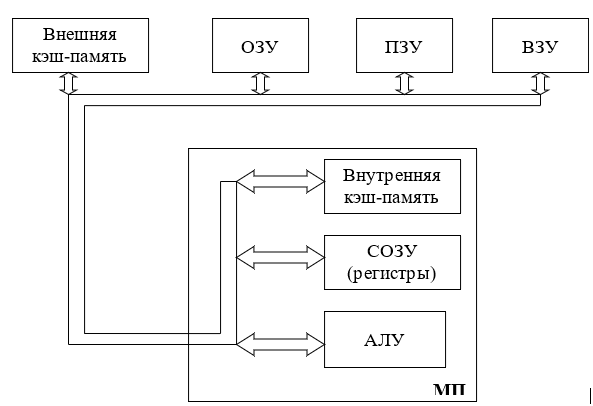 Внешняя
кэш-память
ОЗУ
ПЗУ
ВЗУ
Внутренняя
кэш-память
СОЗУ
(регистры)
АЛУ
МП